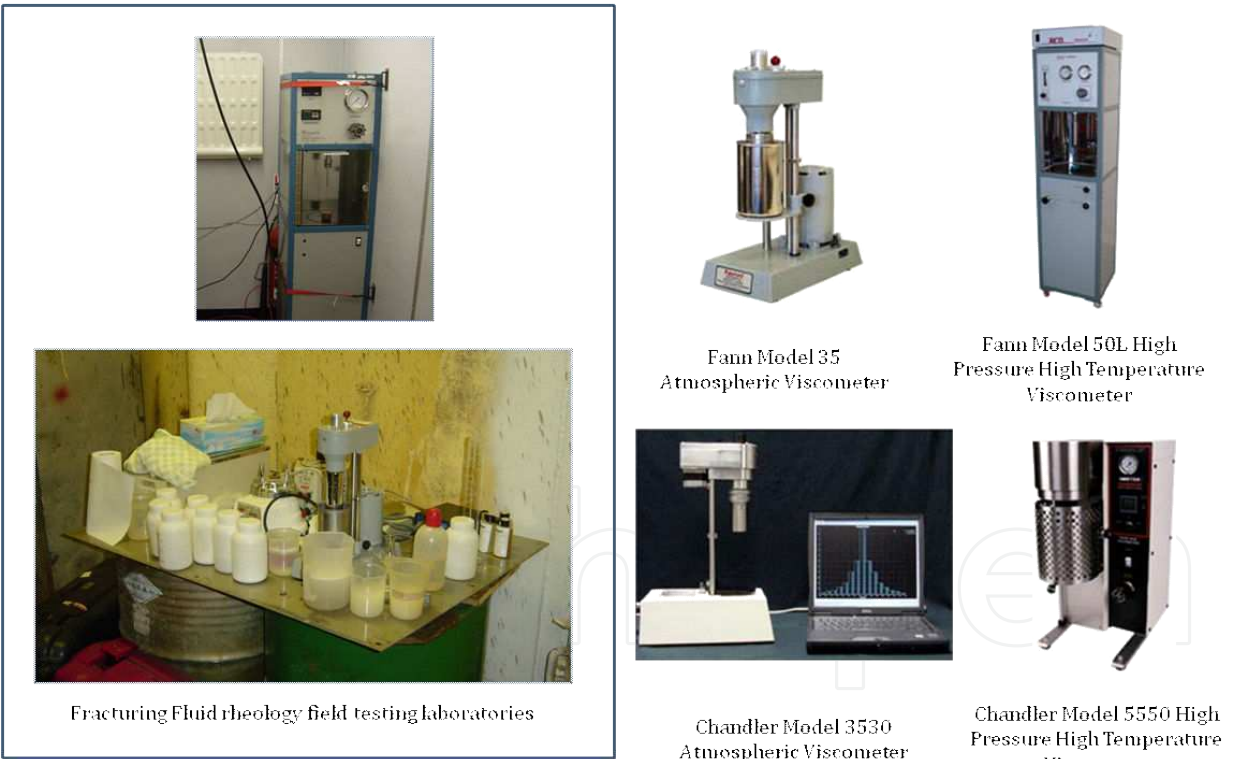 Fracturing Fluid rheology field testing laboratories
Fann Model 35
Atmospheric Viscometer
Fann Model 50L High
Pressure High Temperature
Viscometer
Chandler Model 3530
Atmospheric Viscometer
Chandler Model 5550 High
Pressure High Temperature